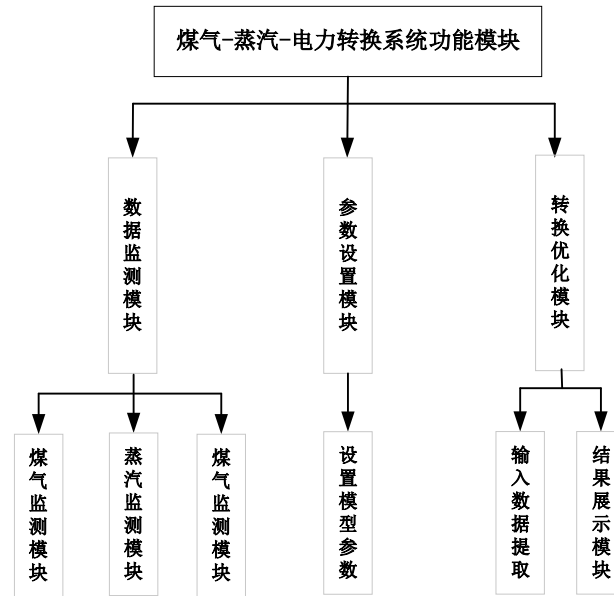 煤气-蒸汽-电力转换系统功能模块
数据监测模块
参数设置模块
转换优化模块
煤气监测模块
蒸汽监测模块
煤气监测模块
设置模型参数
输入数据提取
结果展示模块